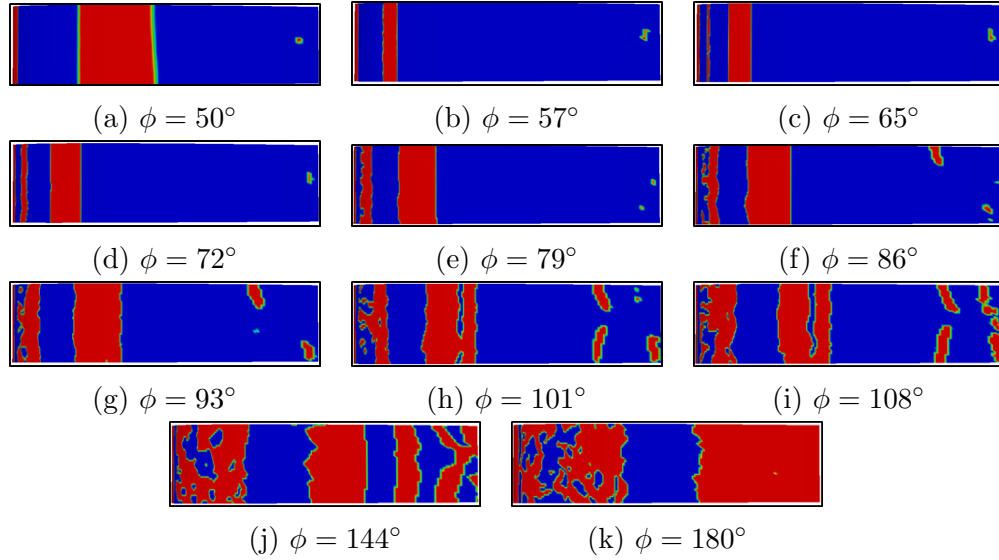 (a) ϕ = 50° (b) ϕ = 57° (c) ϕ = 65°
(d) ϕ = 72° (e) ϕ = 79° (f) ϕ = 86°
(g) ϕ = 93° (h) ϕ = 101° (i) ϕ = 108°
(j) ϕ = 144° (k) ϕ = 180°